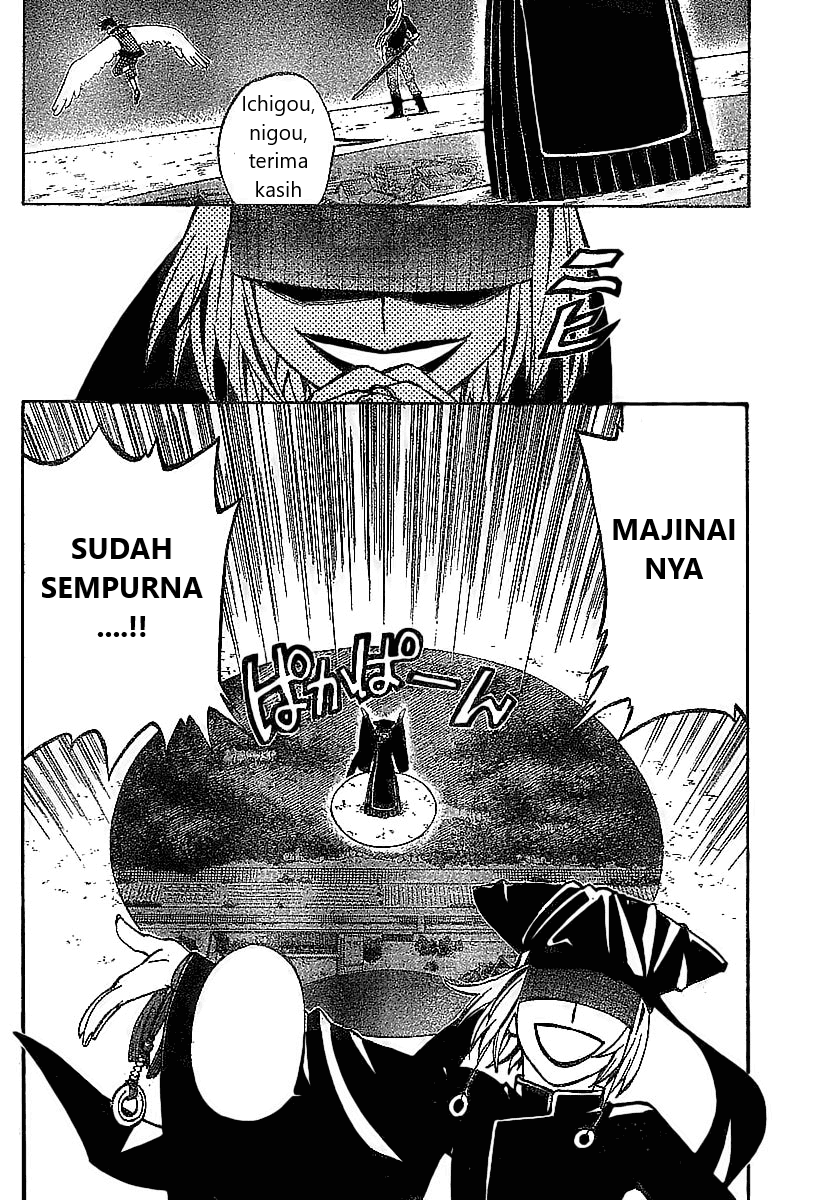 Ichigou,
nigou,
terima
kasih
ニヒ
MAJINAI
NYA
SUDAH
SEMPURNA
....!!
ぱかぱーん